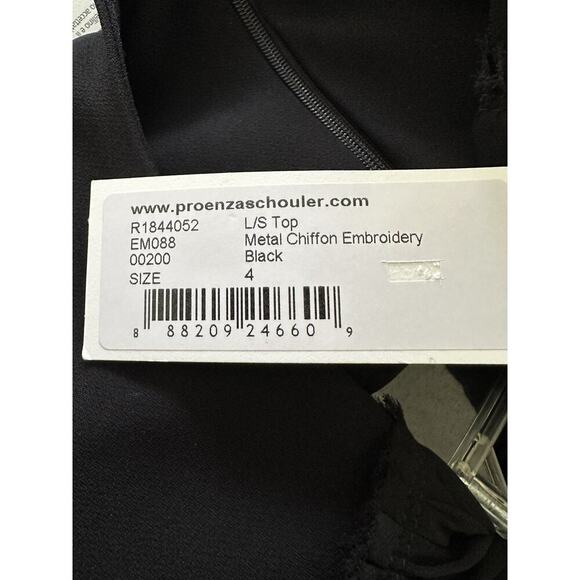 www.proenzaschouler.com
R1844052 L/S Top
EM088 Metal Chiffon Embroidery
00200 Black
SIZE 4
8 88209 24660 9